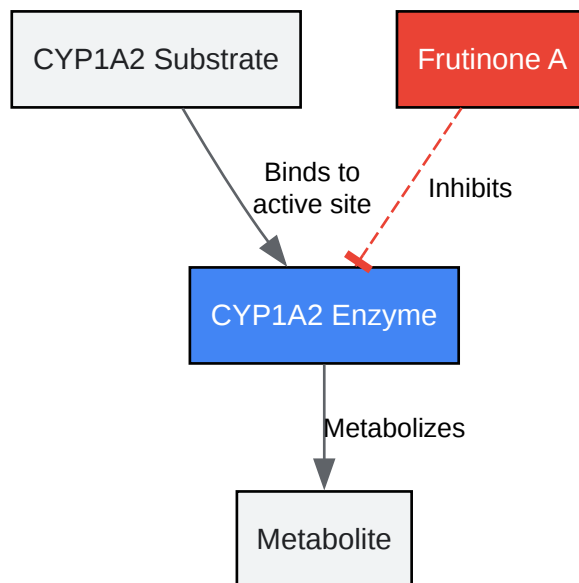 CYP1A2 Substrate
Frutinone A
Binds to
active site
Inhibits
CYP1A2 Enzyme
Metabolizes
Metabolite